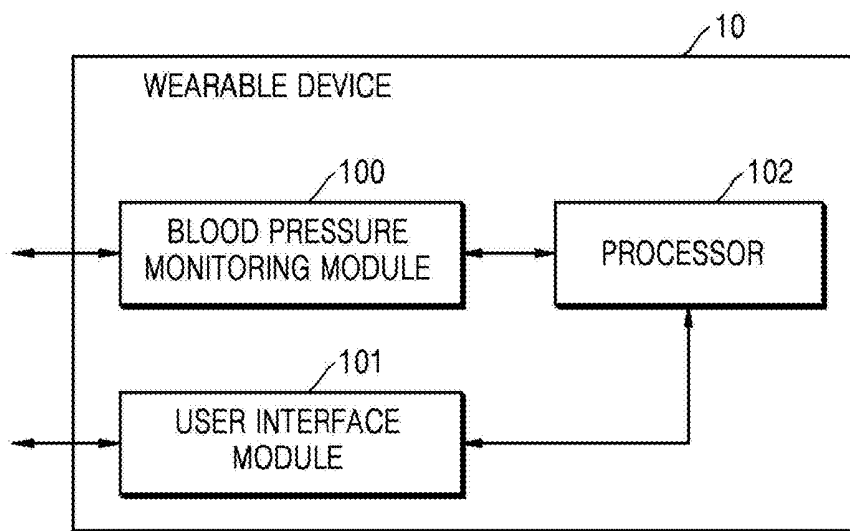 10
WEARABLE DEVICE
100
102
BLOOD PRESSURE
MONITORING MODULE
PROCESSOR
101
USER INTERFACE
MODULE